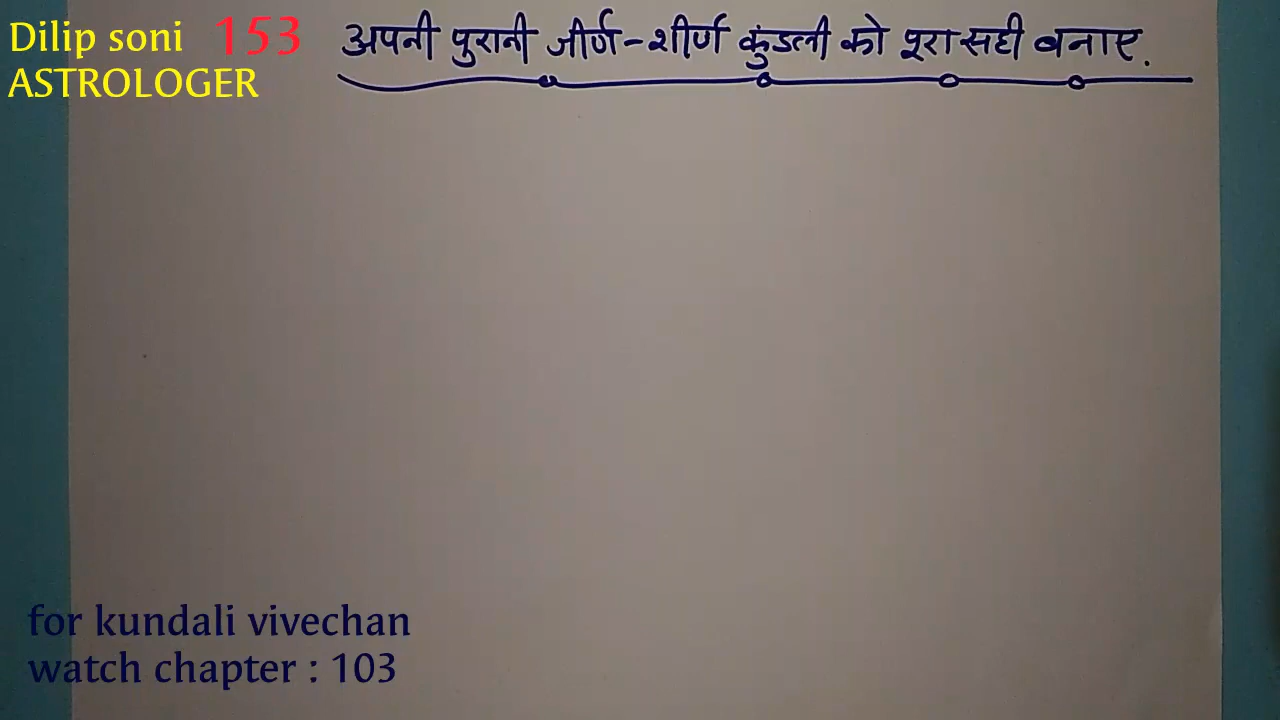 Dilip soni 153
ASTROLOGER
अपनी पुरानी जीर्ण-शीर्ण कुंडली को पूरा सही बनाए.
for kundali vivechan
watch chapter : 103